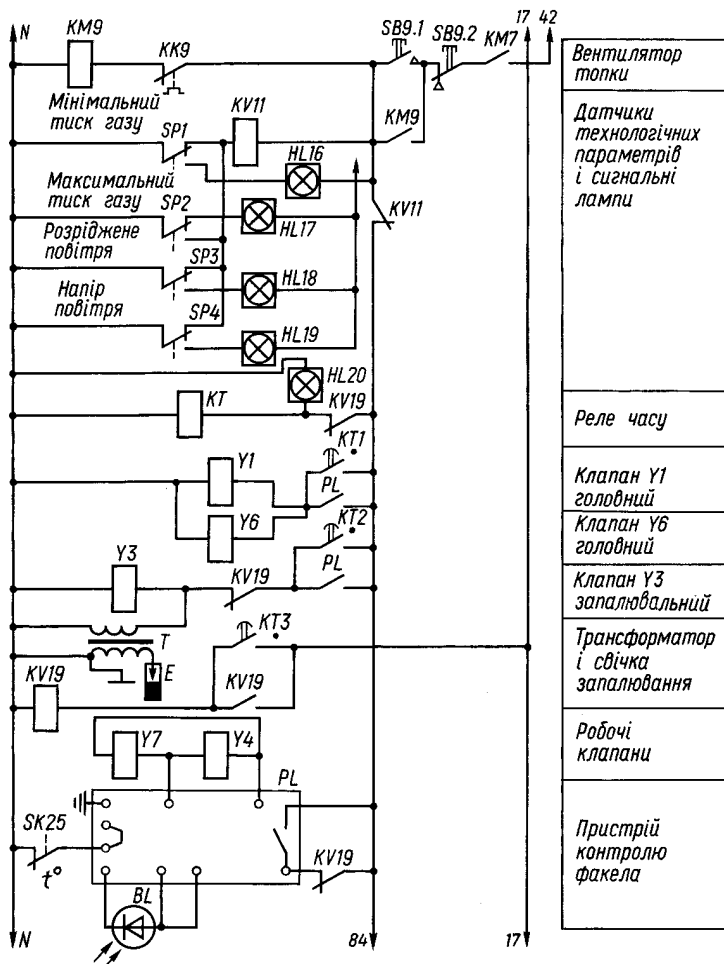 N
17 42
KM9
KK9
SB9.1
SB9.2
KM7
Вентилятор
топки
Мінімальний
тиск газу
KV11
SP1
HL16
KM9
Датчики
технологічних
параметрів
і сигнальні
лампи
Максимальний
тиск газу
SP2
HL17
KV11
Розріджене
повітря
SP3
HL18
Напір
повітря
SP4
HL19
HL20
KT
KV19
Реле часу
KT1
Y1
PL
Клапан Y1
головний
Y6
KT2
Клапан Y6
головний
Y3
KV19
PL
Клапан Y3
запалювальний
T
KT3
E
Трансформатор
і свічка
запалювання
KV19
KV19
Y7
Y4
Робочі
клапани
PL
SK25
t°
KV19
Пристрій
контролю
факела
BL
N
84
17